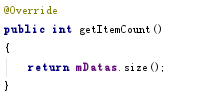 @Override
public int getItemCount()
{
    return mDatas.size();
}